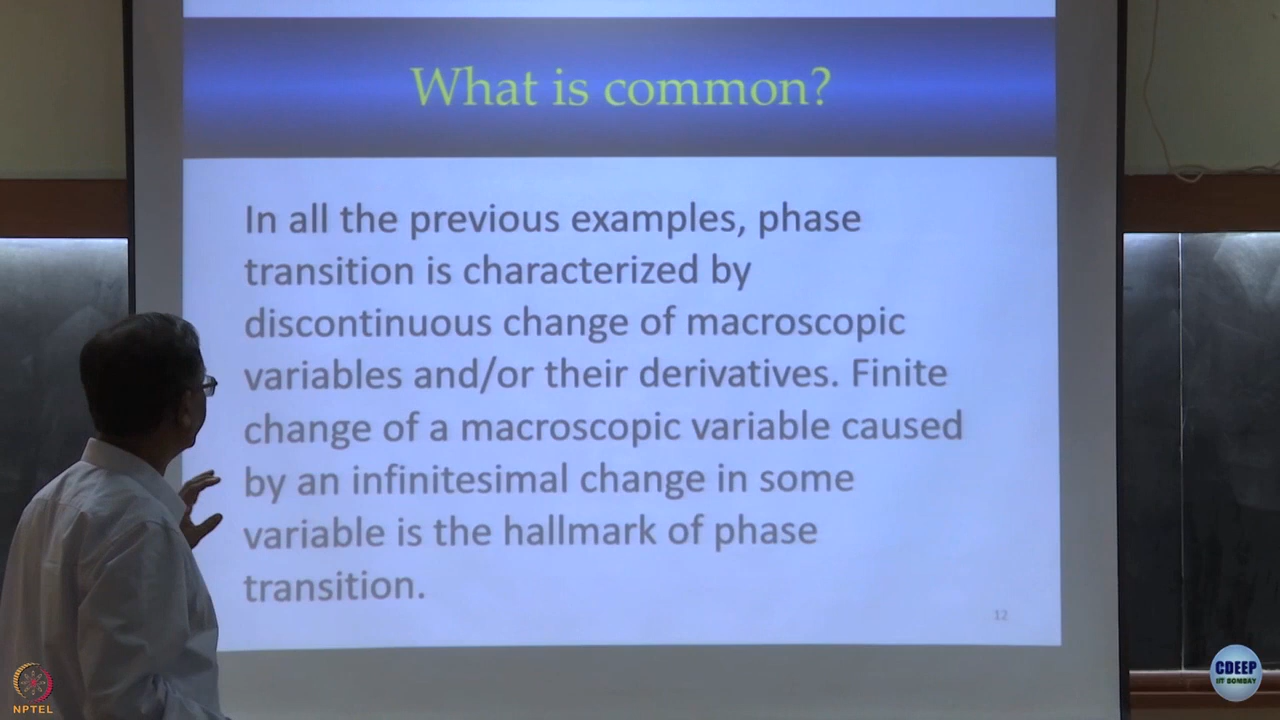 What is common?
In all the previous examples, phase
transition is characterized by
discontinuous change of macroscopic
variables and/or their derivatives. Finite
change of a macroscopic variable caused
by an infinitesimal change in some
variable is the hallmark of phase
transition.
12
NPTEL
CDEEP
IIT BOMBAY